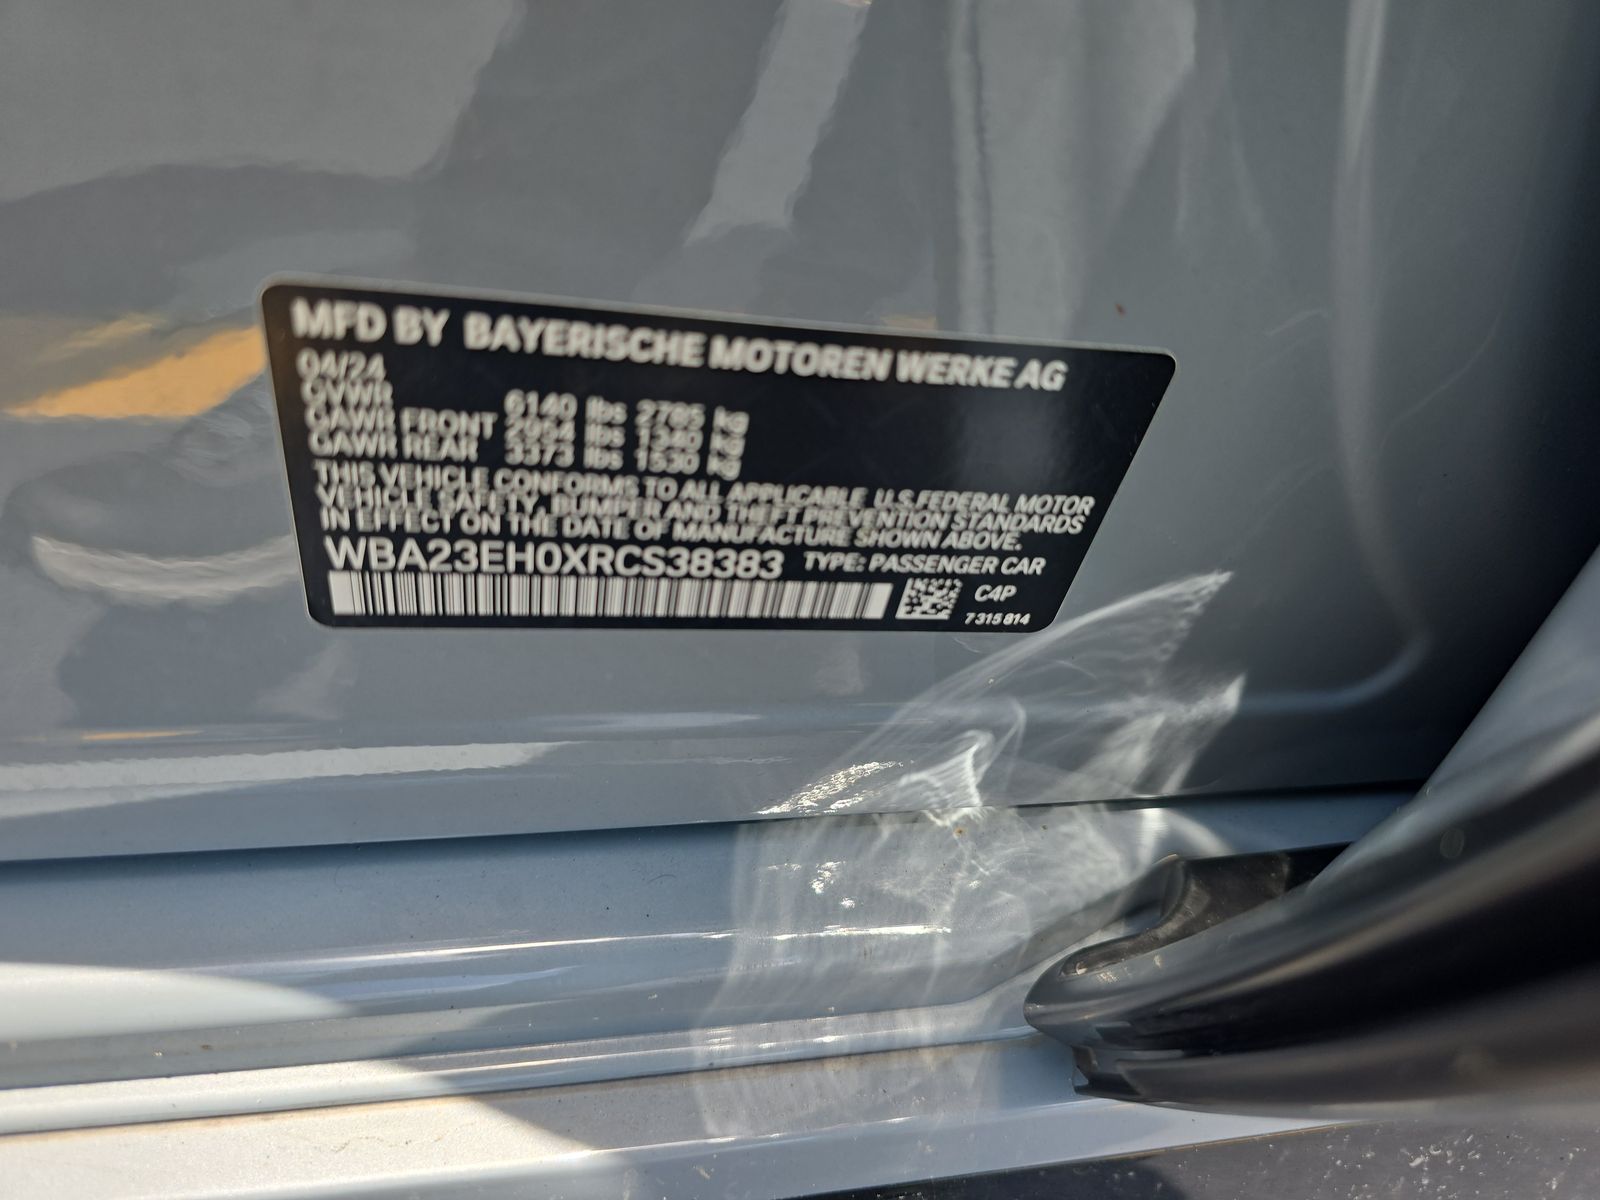 MFD BY BAYERISCHE MOTOREN WERKE AG
04/24
GVWR 6140 lbs 2785 kg
GAWR FRONT 2954 lbs 1340 kg
GAWR REAR 3373 lbs 1530 kg
THIS VEHICLE CONFORMS TO ALL APPLICABLE U.S.FEDERAL MOTOR
VEHICLE SAFETY, BUMPER AND THEFT PREVENTION STANDARDS
IN EFFECT ON THE DATE OF MANUFACTURE SHOWN ABOVE.
WBA23EH0XRCS38383 TYPE: PASSENGER CAR
C4P
7 315 814